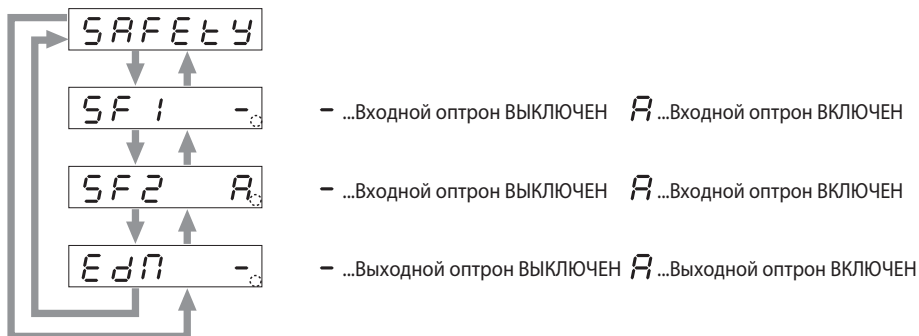 SAFEtY
SF1 -
- ...Входной оптрон ВЫКЛЮЧЕН A ...Входной оптрон ВКЛЮЧЕН
SF2 A
- ...Входной оптрон ВЫКЛЮЧЕН A ...Входной оптрон ВКЛЮЧЕН
EdM -
- ...Выходной оптрон ВЫКЛЮЧЕН A ...Выходной оптрон ВКЛЮЧЕН